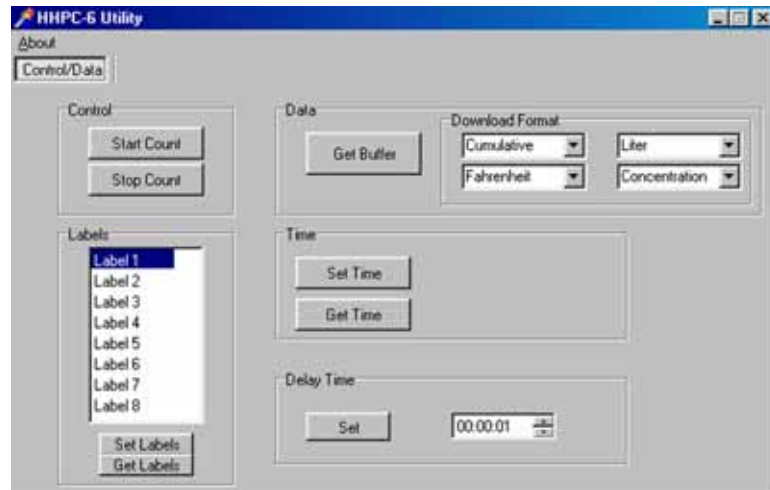 HHPC-6 Utility
About
Control/Data
Control
Start Count
Stop Count
Data
Get Buffer
Download Format
Cumulative
Liter
Fahrenheit
Concentration
Labels
Label 1
Label 2
Label 3
Label 4
Label 5
Label 6
Label 7
Label 8
Set Labels
Get Labels
Time
Set Time
Get Time
Delay Time
Set
00:00:01